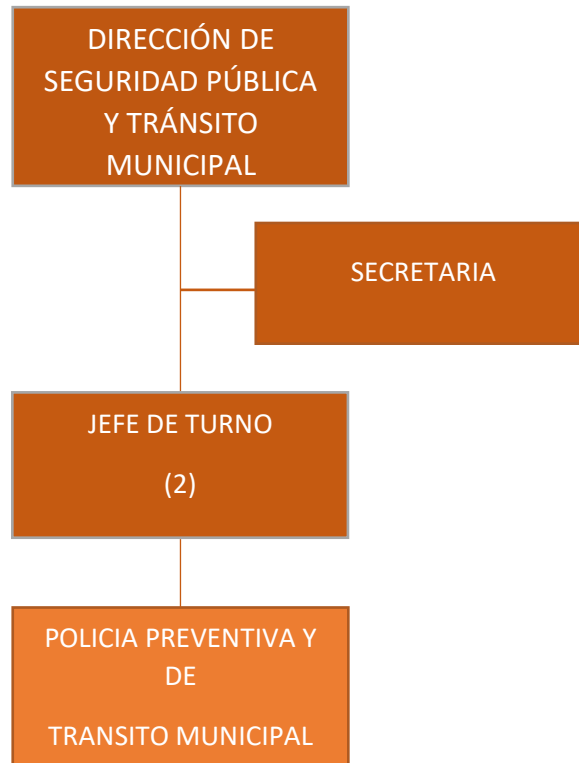 DIRECCIÓN DE
SEGURIDAD PÚBLICA
Y TRÁNSITO
MUNICIPAL
SECRETARIA
JEFE DE TURNO
(2)
POLICIA PREVENTIVA Y
DE
TRANSITO MUNICIPAL